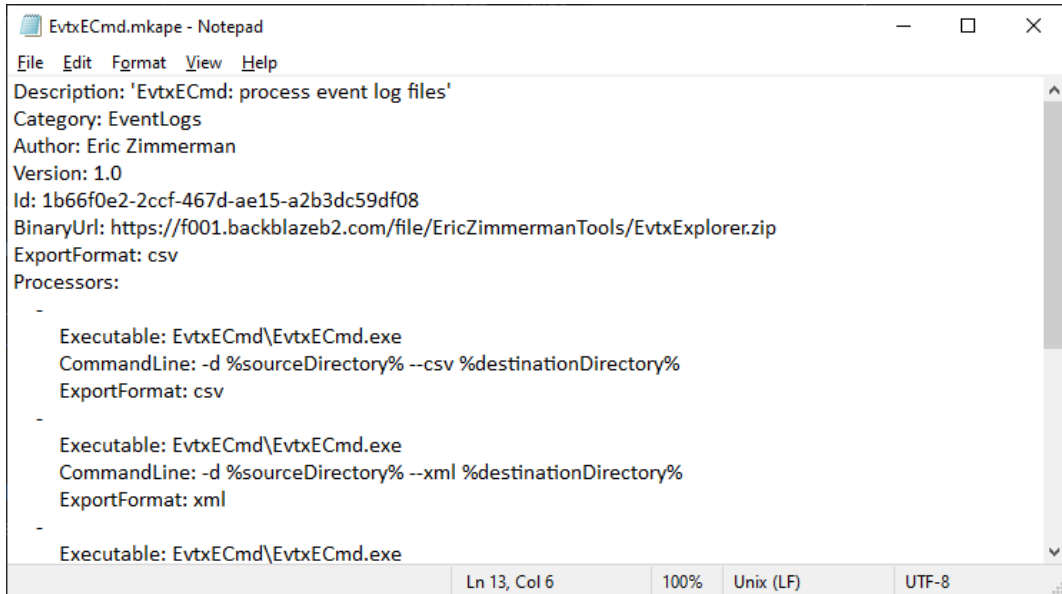 EvtxECmd.mkape - Notepad
File Edit Format View Help
Description: 'EvtxECmd: process event log files'
Category: EventLogs
Author: Eric Zimmerman
Version: 1.0
Id: 1b66f0e2-2ccf-467d-ae15-a2b3dc59df08
BinaryUrl: https://f001.backblazeb2.com/file/EricZimmermanTools/EvtxExplorer.zip
ExportFormat: csv
Processors:
-
Executable: EvtxECmd\EvtxECmd.exe
CommandLine: -d %sourceDirectory% --csv %destinationDirectory%
ExportFormat: csv
-
Executable: EvtxECmd\EvtxECmd.exe
CommandLine: -d %sourceDirectory% --xml %destinationDirectory%
ExportFormat: xml
-
Executable: EvtxECmd\EvtxECmd.exe
Ln 13, Col 6 100% Unix (LF) UTF-8